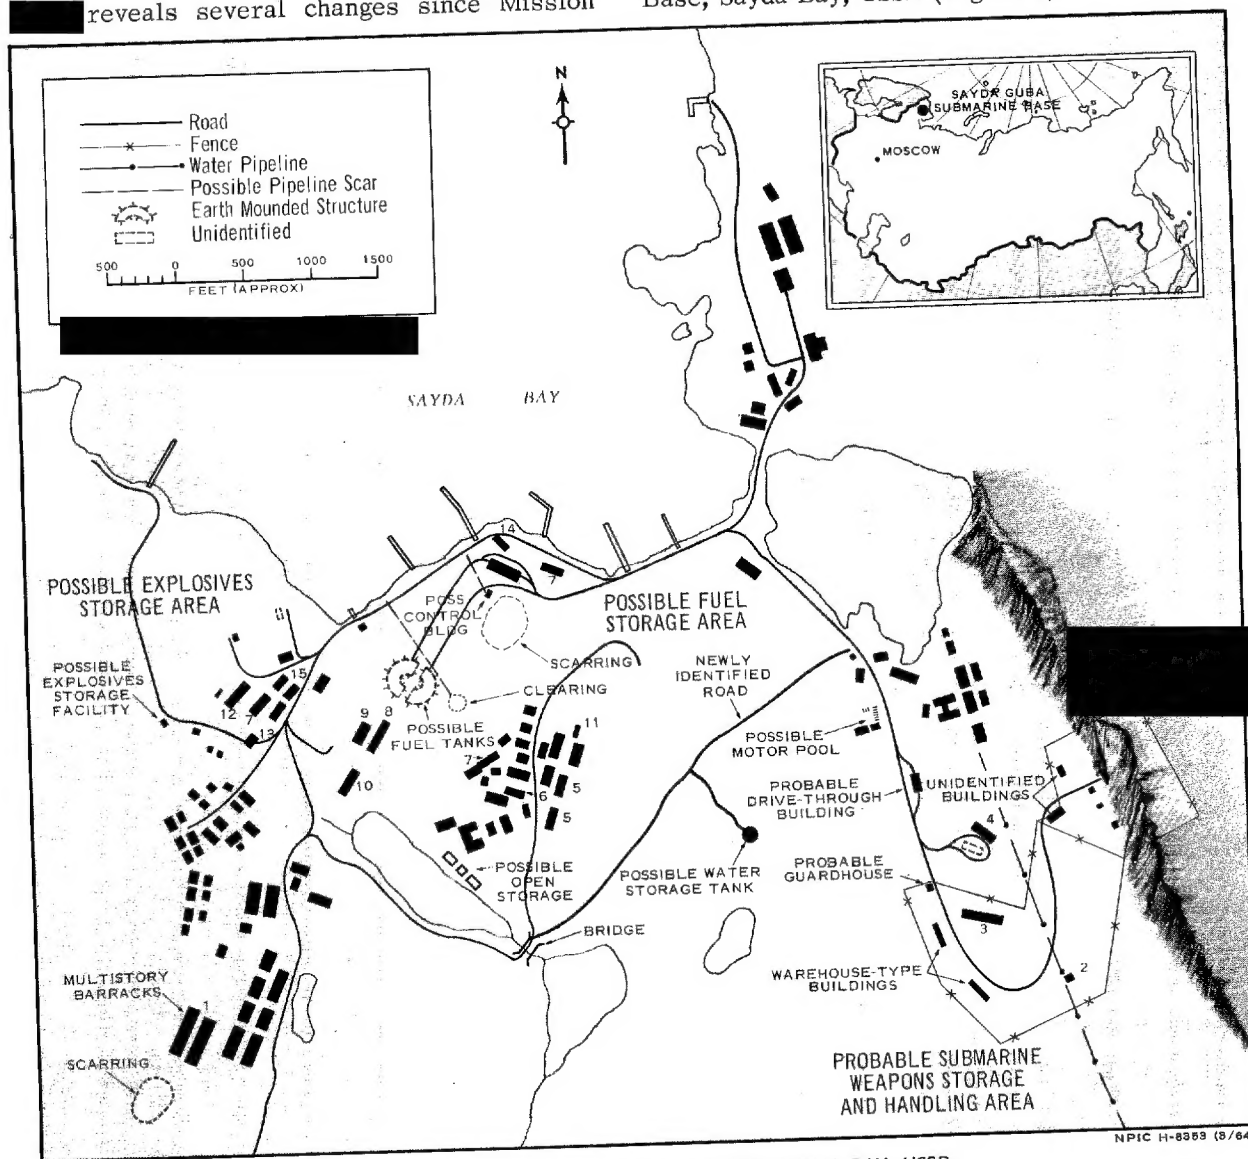 reveals several changes since Mission
N
Road
Fence
Water Pipeline
Possible Pipeline Scar
Earth Mounded Structure
Unidentified
500 0 500 1000 1500
FEET (APPROX)
SAYDA GUBA
SUBMARINE BASE
MOSCOW
SAYDA BAY
POSSIBLE EXPLOSIVES
STORAGE AREA
14
7
POSS
CONTROL
BLDG
POSSIBLE FUEL
STORAGE AREA
SCARRING
CLEARING
NEWLY
IDENTIFIED
ROAD
POSSIBLE
EXPLOSIVES
STORAGE
FACILITY
15
12
7
13
9
8
10
POSSIBLE
FUEL TANKS
11
7
6
5
5
POSSIBLE
MOTOR POOL
PROBABLE
DRIVE-THROUGH
BUILDING
UNIDENTIFIED
BUILDINGS
4
POSSIBLE
OPEN
STORAGE
POSSIBLE WATER
STORAGE TANK
PROBABLE
GUARDHOUSE
3
BRIDGE
WAREHOUSE-TYPE
BUILDINGS
2
MULTISTORY
BARRACKS
1
SCARRING
PROBABLE SUBMARINE
WEAPONS STORAGE
AND HANDLING AREA
NPIC H-8353 (3/64